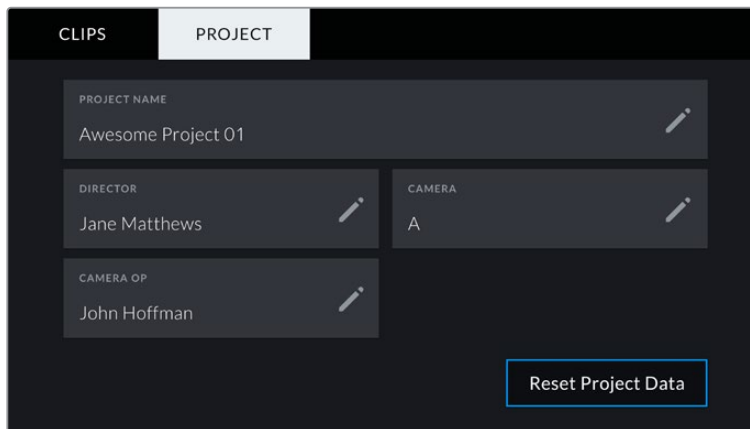 CLIPS PROJECT
PROJECT NAME
Awesome Project 01
DIRECTOR
Jane Matthews
CAMERA
A
CAMERA OP
John Hoffman
Reset Project Data